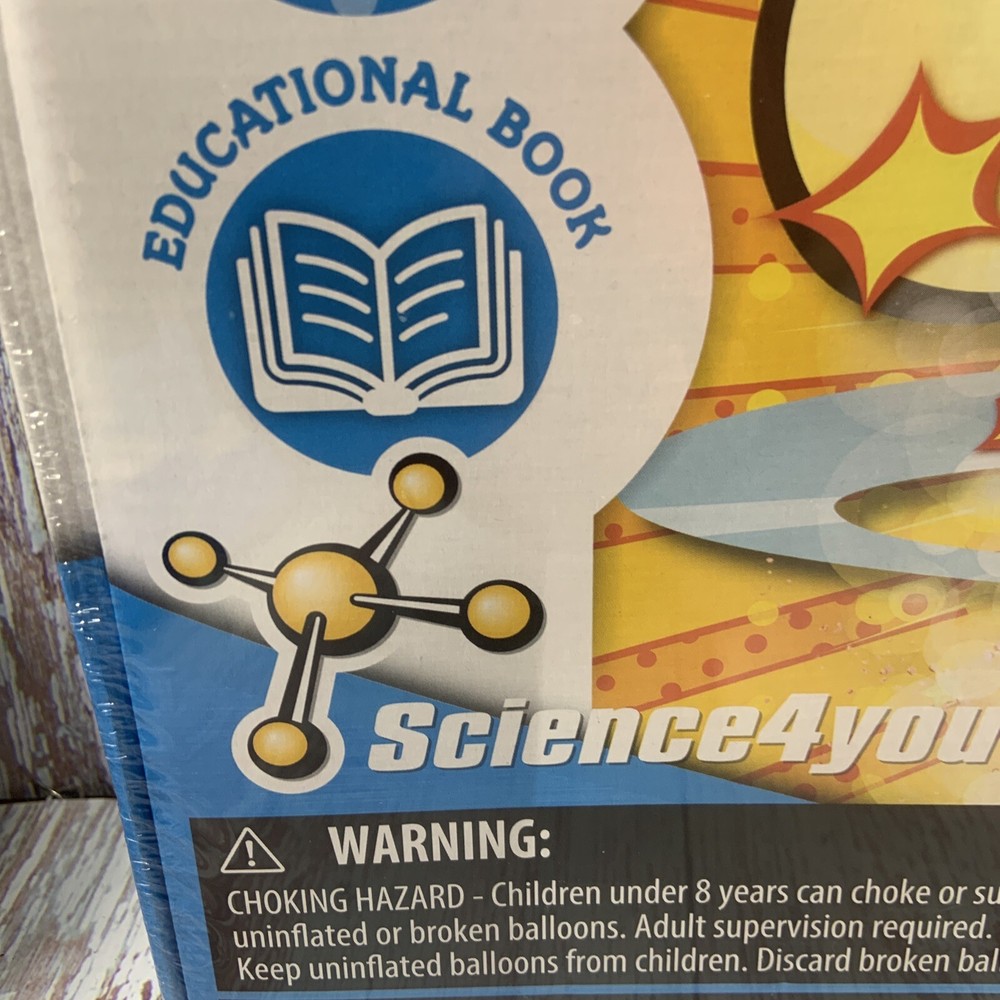 EDUCATIONAL BOOK
Science4you
WARNING:
CHOKING HAZARD - Children under 8 years can choke or
uninflated or broken balloons. Adult supervision required.
Keep uninflated balloons from children. Discard broken